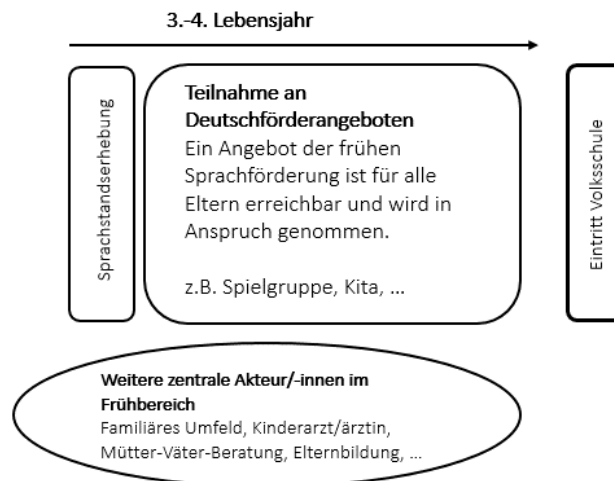 3.-4. Lebensjahr
Sprachstandserhebung
Teilnahme an
Deutschförderangeboten
Ein Angebot der frühen
Sprachförderung ist für alle
Eltern erreichbar und wird in
Anspruch genommen.
z.B. Spielgruppe, Kita, ...
Eintritt Volksschule
Weitere zentrale Akteur/-innen im
Frühbereich
Familiäres Umfeld, Kinderarzt/ärztin,
Mütter-Väter-Beratung, Elternbildung, ...